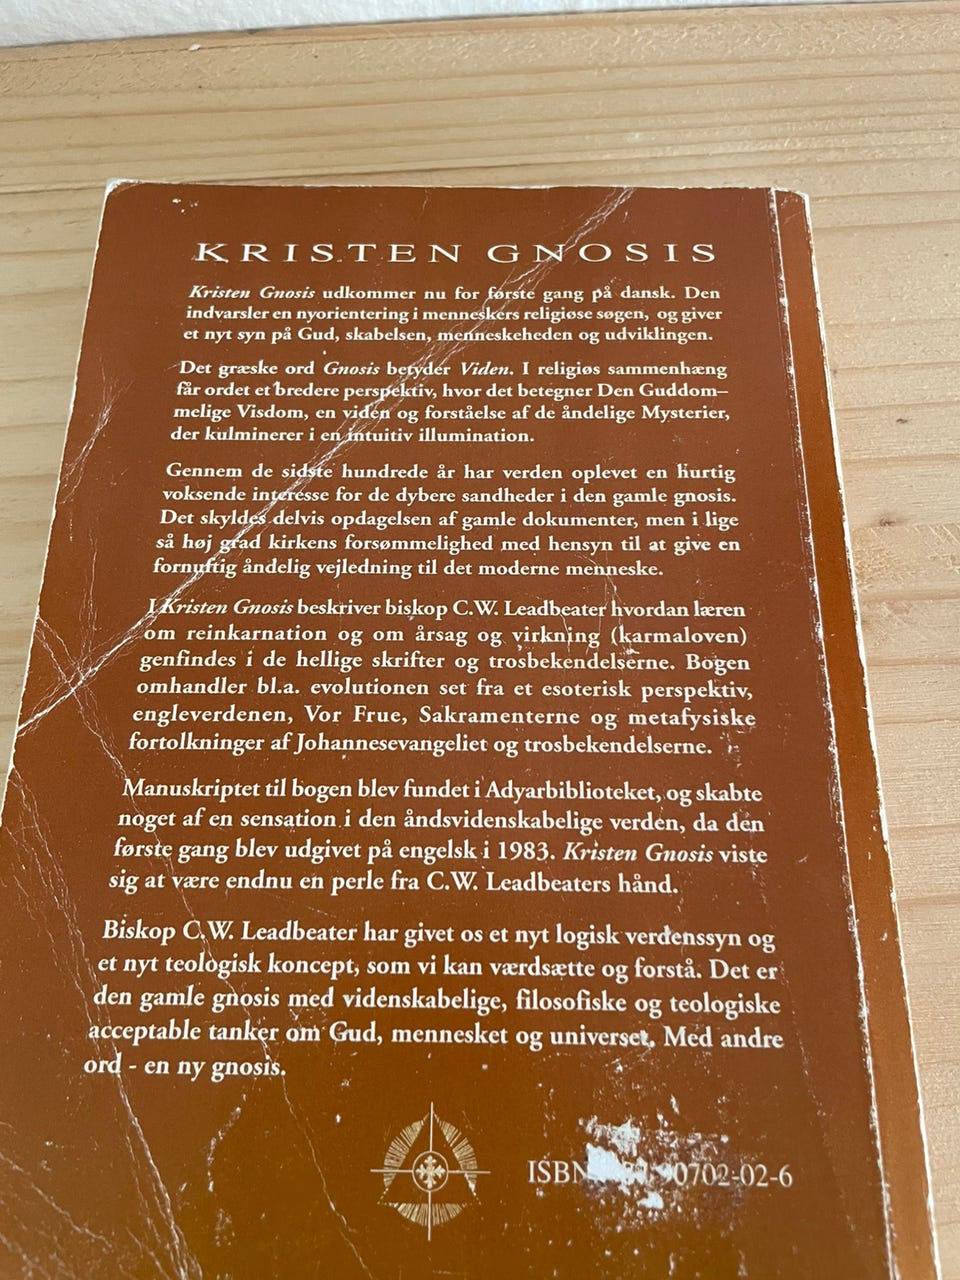 KRISTEN GNOSIS
Kristen Gnosis udkommer nu for første gang på dansk. Den
indvarsler en nyorientering i menneskers religiøse søgen, og giver
et nyt syn på Gud, skabelsen, menneskeheden og udviklingen.
Det græske ord Gnosis betyder Viden. I religiøs sammenhæng
får ordet et bredere perspektiv, hvor det betegner Den Guddom–
melige Visdom, en viden og forståelse af de åndelige Mysterier,
der kulminerer i en intuitiv illumination.
Gennem de sidste hundrede år har verden oplevet en hurtig
voksende interesse for de dybere sandheder i den gamle gnosis.
Det skyldes delvis opdagelsen af gamle dokumenter, men i lige
så høj grad kirkens forsømmelighed med hensyn til at give en
fornuftig åndelig vejledning til det moderne menneske.
I Kristen Gnosis beskriver biskop C.W. Leadbeater hvordan læren
om reinkarnation og om årsag og virkning (karmaloven)
genfindes i de hellige skrifter og trosbekendelserne. Bogen
omhandler bl.a. evolutionen set fra et esoterisk perspektiv,
engleverdenen, Vor Frue, Sakramenterne og metafysiske
fortolkninger af Johannesevangeliet og trosbekendelserne.
Manuskriptet til bogen blev fundet i Adyarbiblioteket, og skabte
noget af en sensation i den åndsvidenskabelige verden, da den
første gang blev udgivet på engelsk i 1983. Kristen Gnosis viste
sig at være endnu en perle fra C.W. Leadbeaters hånd.
Biskop C.W. Leadbeater har givet os et nyt logisk verdenssyn og
et nyt teologisk koncept, som vi kan værdsætte og forstå. Det er
den gamle gnosis med videnskabelige, filosofiske og teologiske
acceptable tanker om Gud, mennesket og universet. Med andre
ord - en ny gnosis.
ISBN 90702-02-6